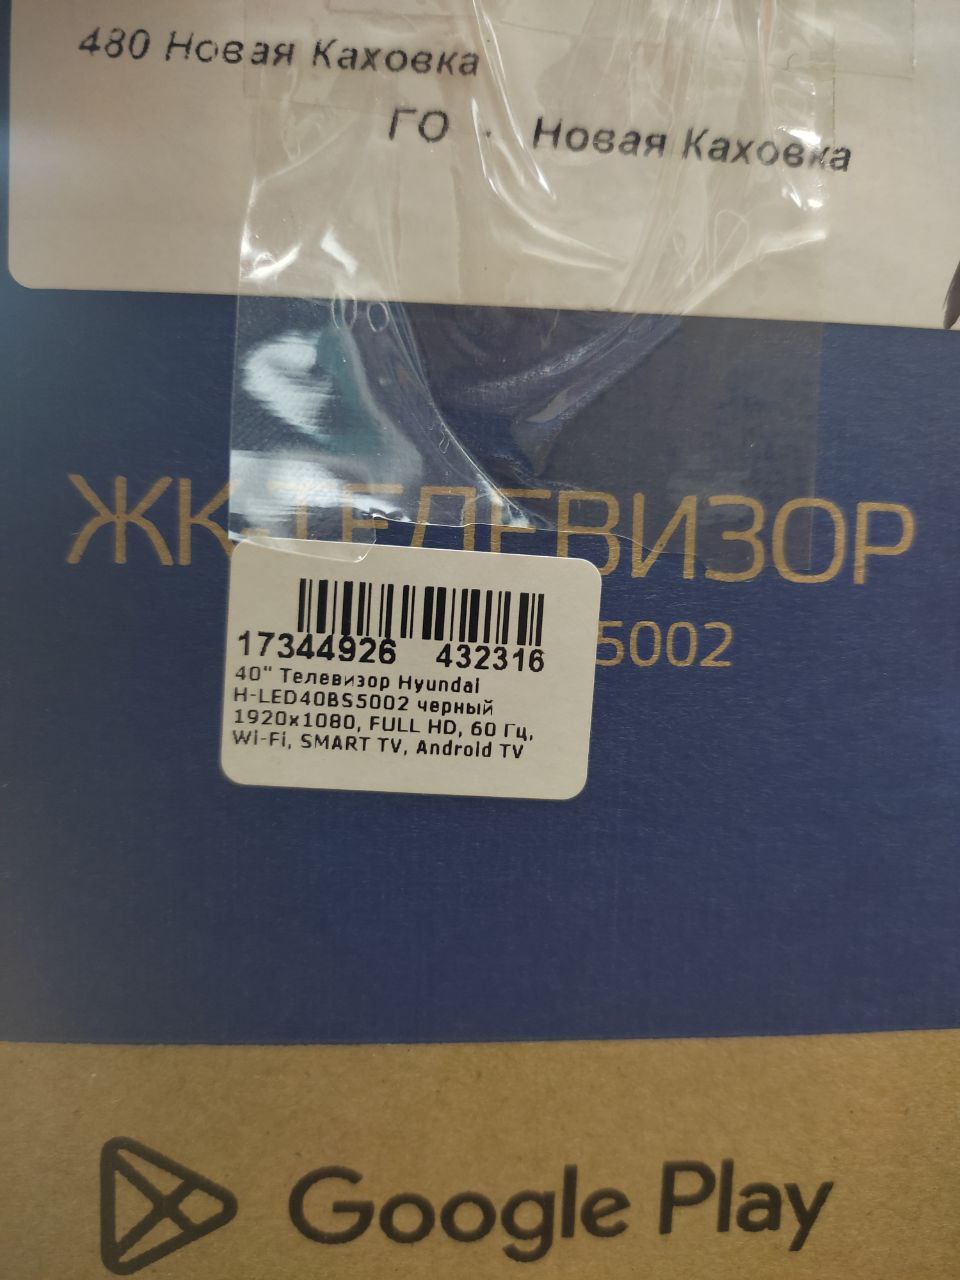 480 Новая Каховка
ГО - Новая Каховка
ЖК-ТЕЛЕВИЗОР
5002
17344926 432316
40" Телевизор Hyundai
H-LED40BS5002 черный
1920x1080, FULL HD, 60 Гц,
Wi-Fi, SMART TV, Android TV
Google Play